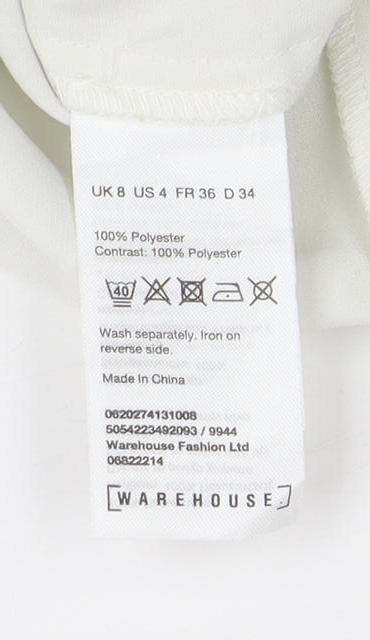 UK 8 US 4 FR 36 D 34
100% Polyester
Contrast: 100% Polyester
40
Wash separately. Iron on
reverse side.
Made In China
0620274131008
5054223492093 / 9944
Warehouse Fashion Ltd
06822214
[WAREHOUSE.]